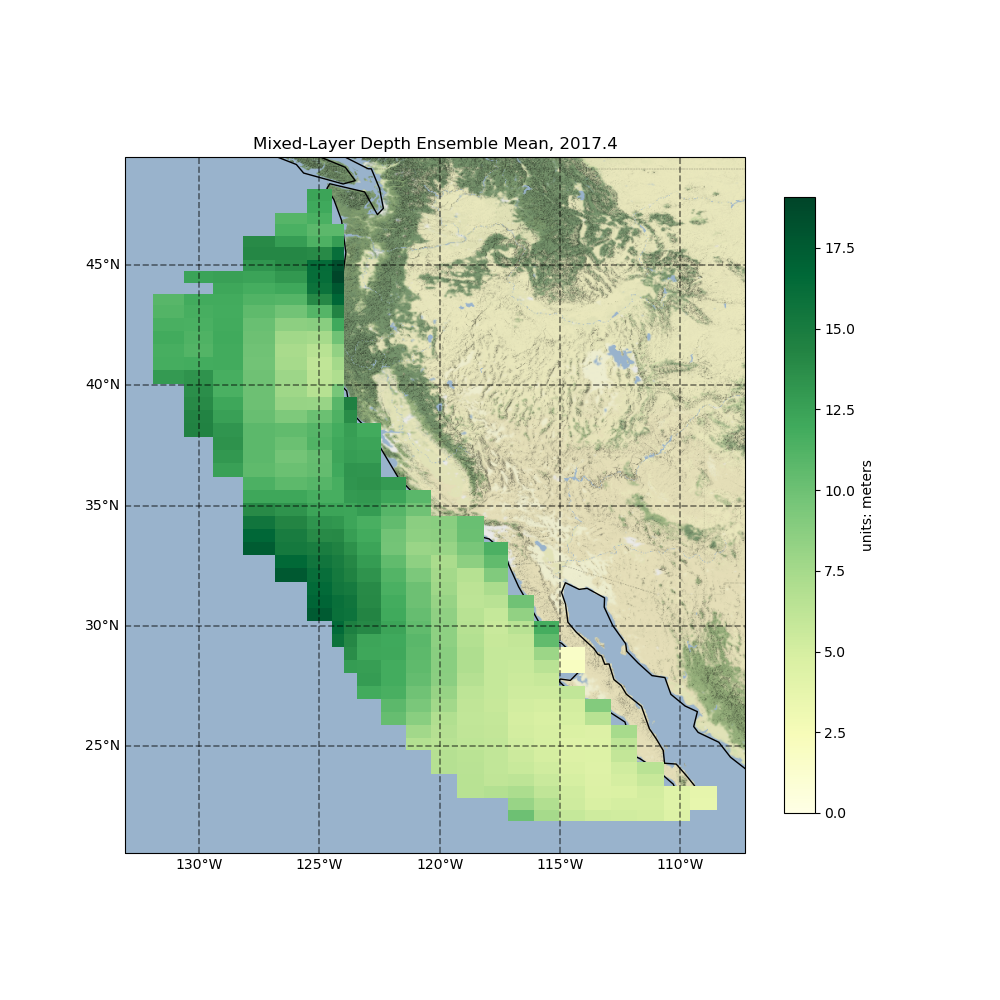 Mixed-Layer Depth Ensemble Mean, 2017.4
45°N
40°N
35°N
30°N
25°N
130°W
125°W
120°W
115°W
110°W
17.5
15.0
12.5
10.0
7.5
5.0
2.5
0.0
units: meters